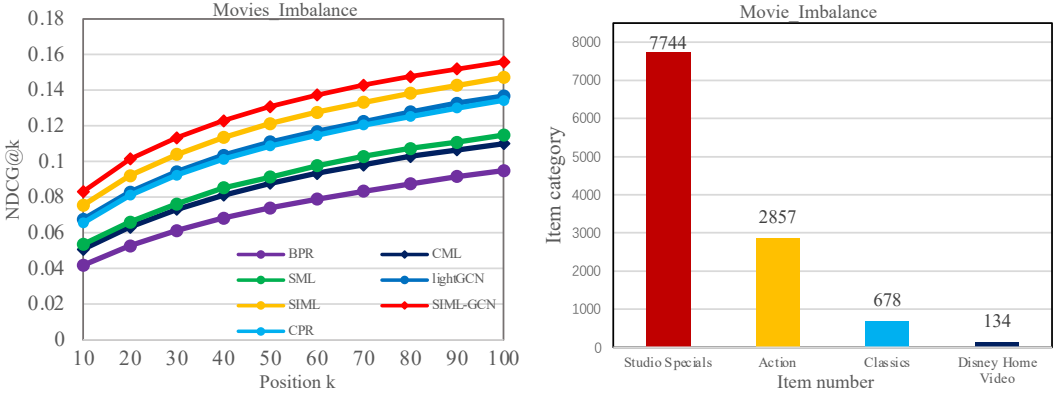 Movies_Imbalance
0.18
0.16
0.14
0.12
0.1
0.08
0.06
0.04
0.02
0
NDCG@k
BPR
CML
SML
lightGCN
SIML
SIML-GCN
CPR
10 20 30 40 50 60 70 80 90 100
Position k
Movie_Imbalance
8000
7000
6000
5000
4000
3000
2000
1000
0
Item category
7744
2857
678
134
Studio Specials Action Classics Disney Home
Video
Item number